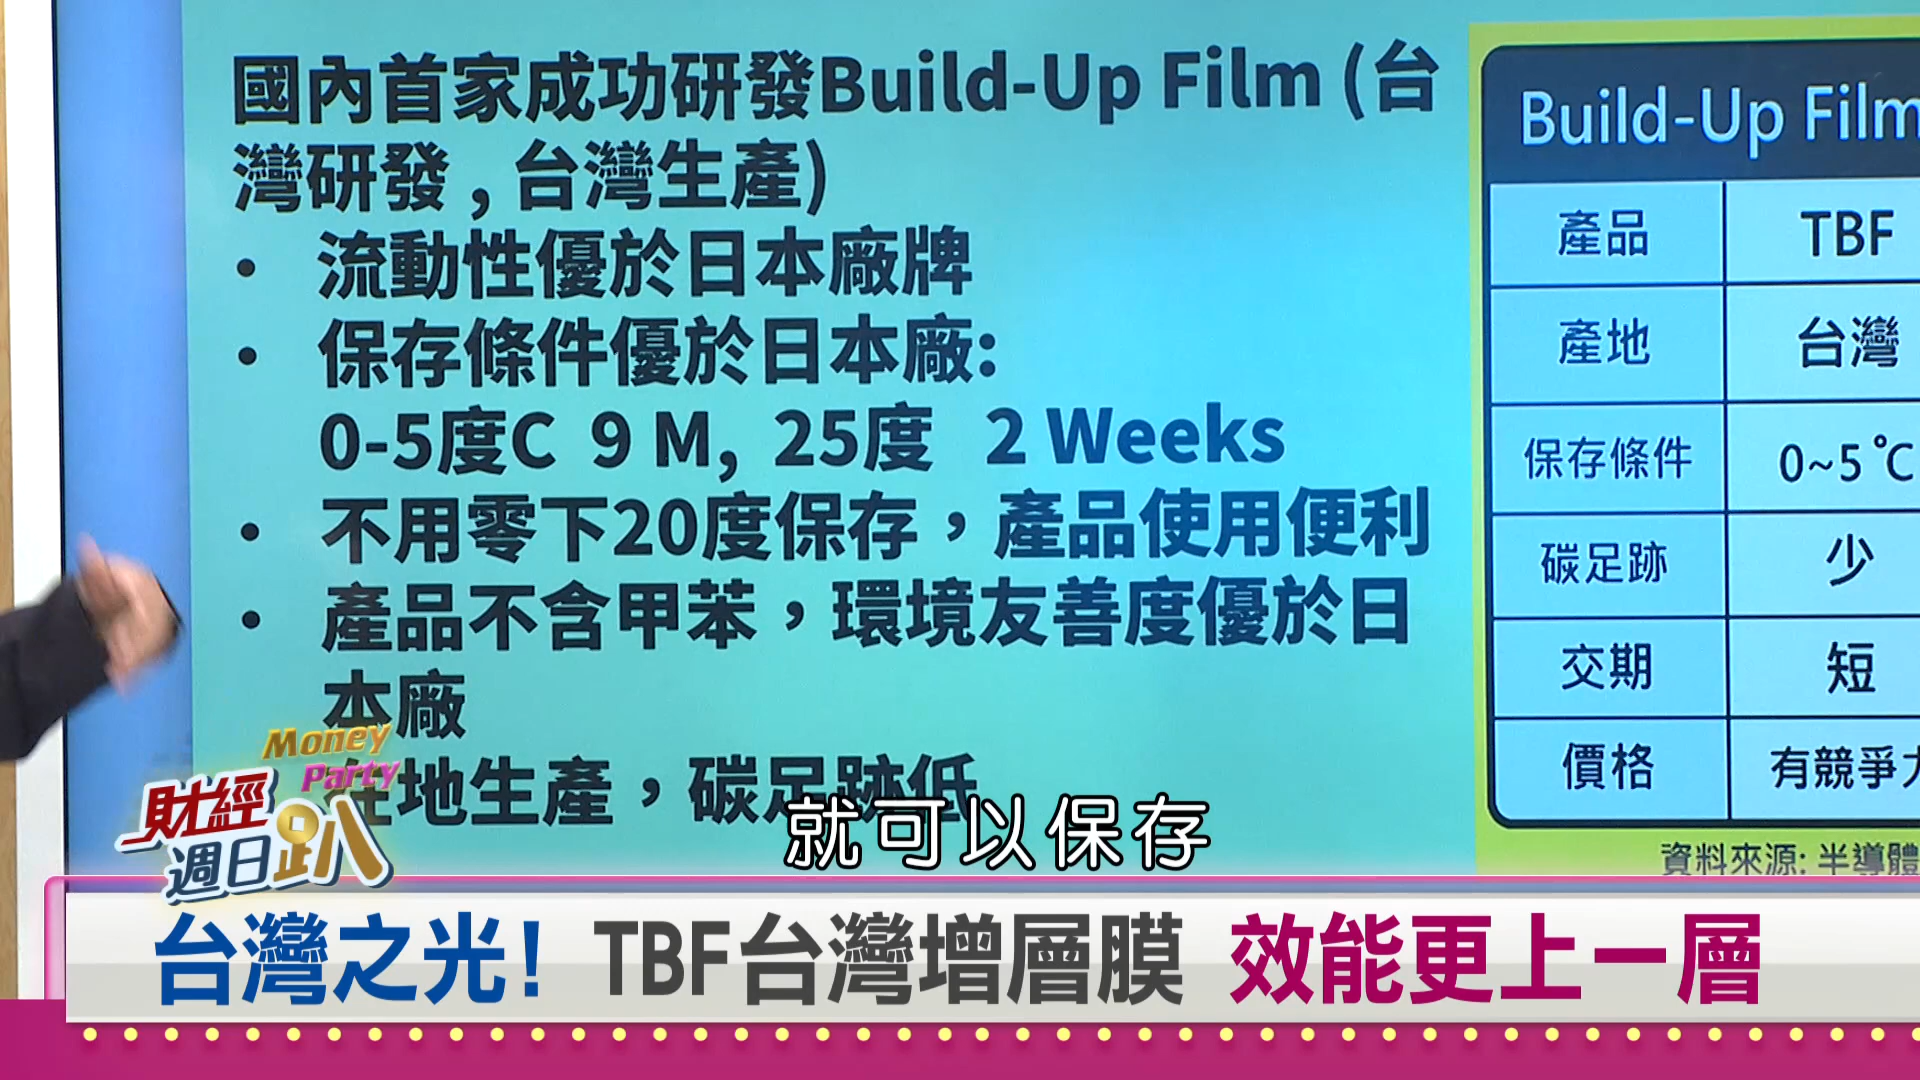 國內首家成功研發Build-Up Film (台
灣研發 , 台灣生產)
• 流動性優於日本廠牌
• 保存條件優於日本廠:
0-5度C 9 M, 25度 2 Weeks
• 不用零下20度保存，產品使用便利
• 產品不含甲苯，環境友善度優於日
本廠
在地生產，碳足跡低
Build-Up Film
產品 TBF
產地 台灣
保存條件 0~5℃
碳足跡 少
交期 短
價格 有競爭力
資料來源: 半導體
Money
Party
財經
週日趴
就可以保存
台灣之光! TBF台灣增層膜 效能更上一層